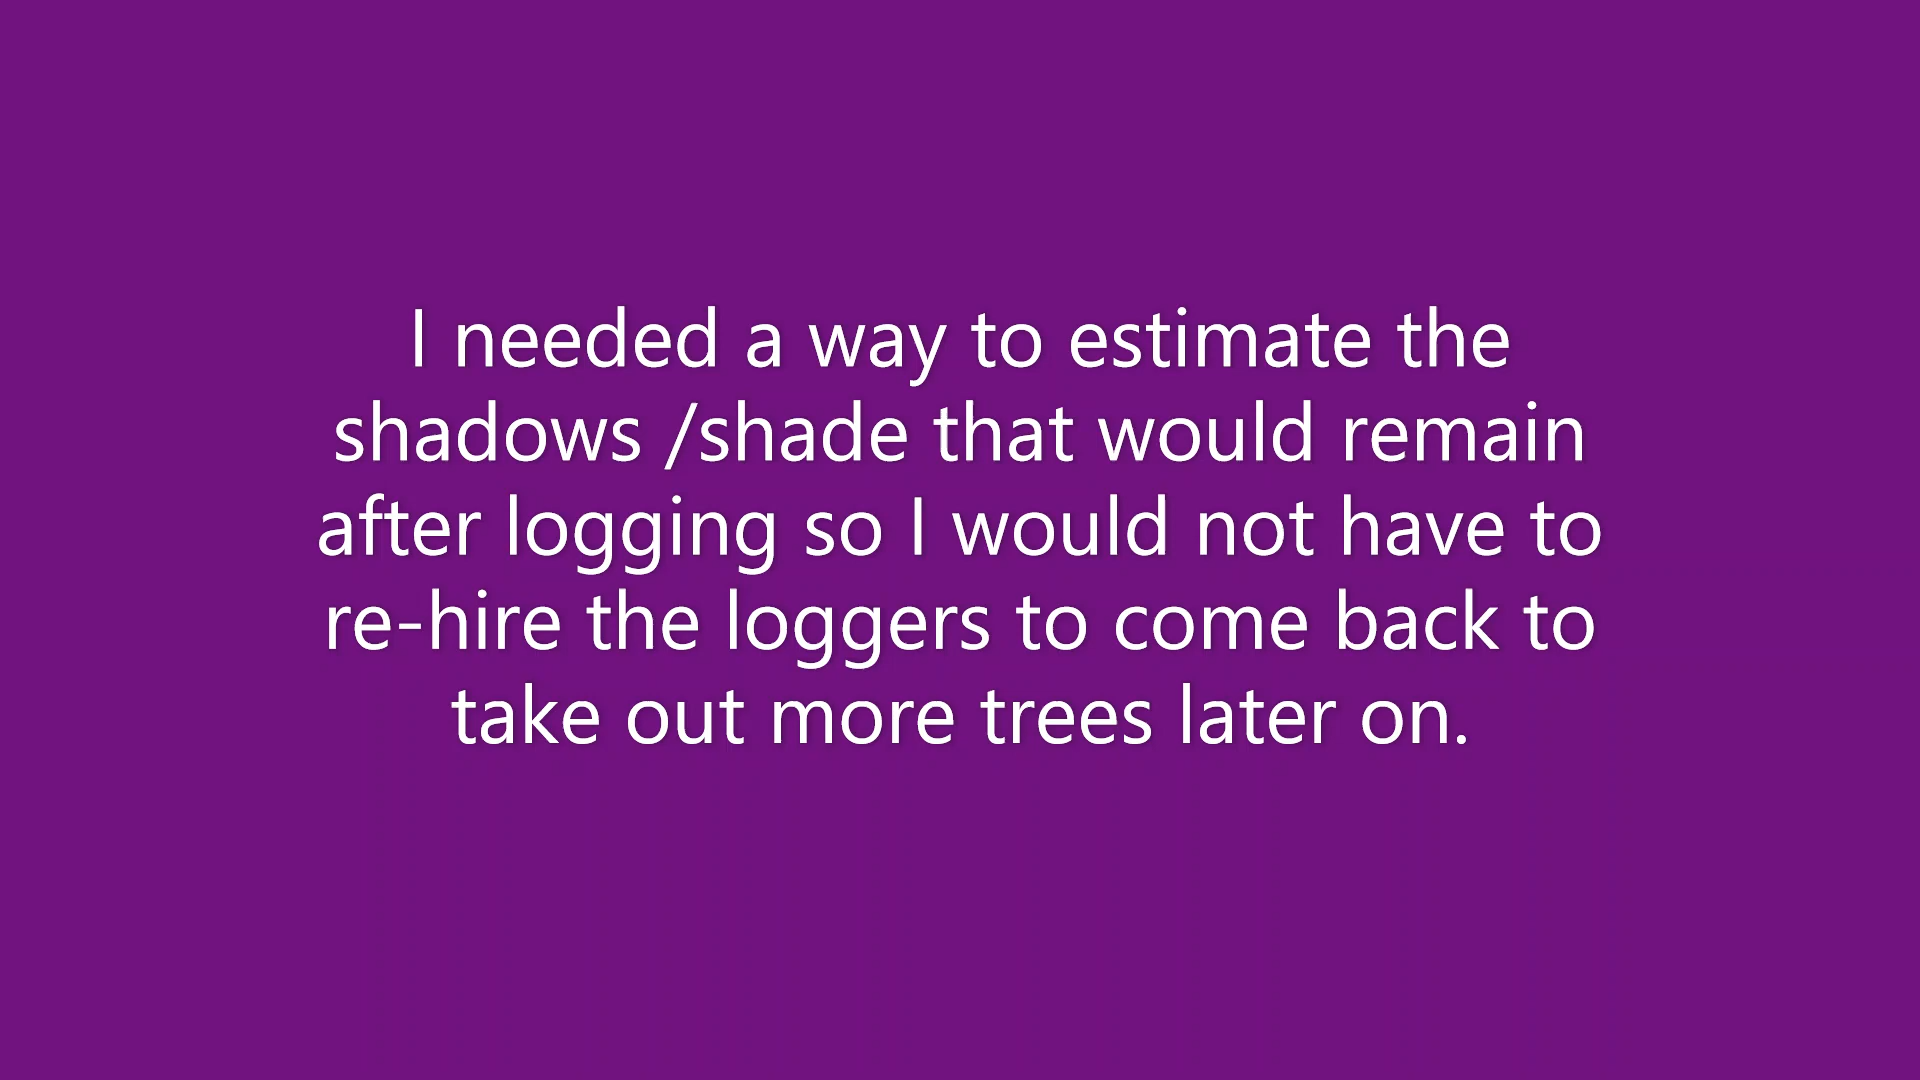 I needed a way to estimate the
shadows /shade that would remain
after logging so I would not have to
re-hire the loggers to come back to
take out more trees later on.